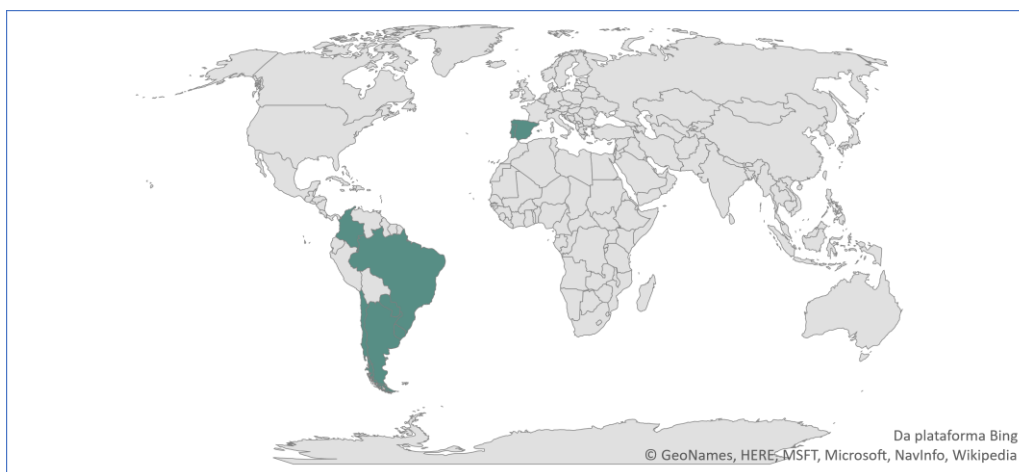 Da plataforma Bing
© GeoNames, HERE, MSFT, Microsoft, NavInfo, Wikipedia